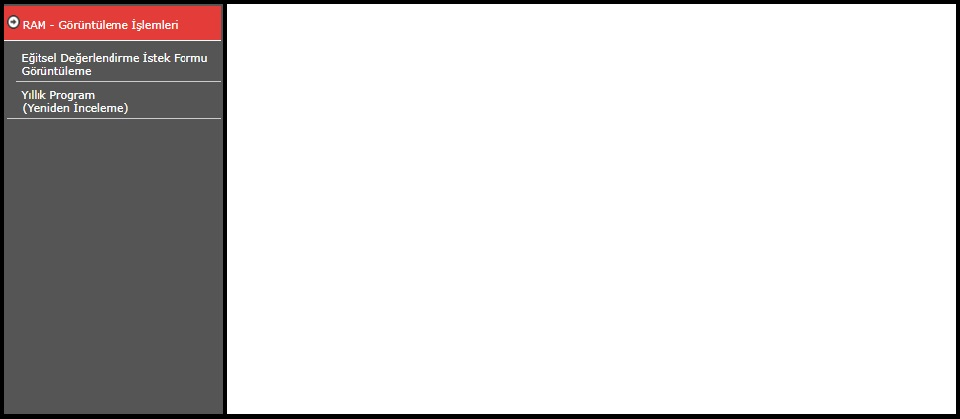 RAM - Görüntüleme İşlemleri
Eğitsel Değerlendirme İstek Formu
Görüntüleme
Yıllık Program
(Yeniden İnceleme)